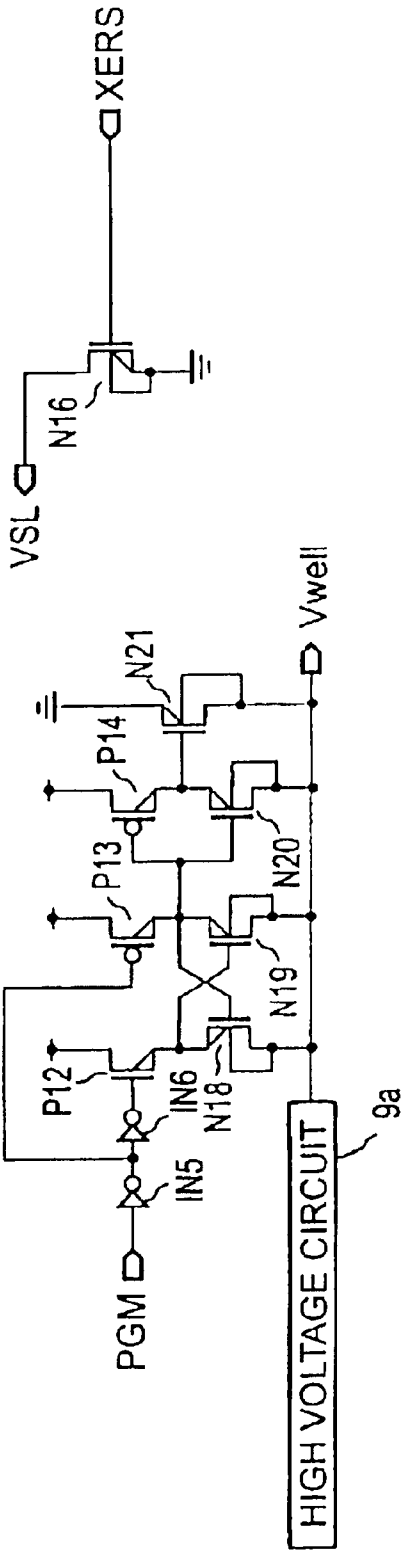 VSL
XERS
N16
P12
P13
P14
N21
PGM
IN5
IN6
N18
N19
N20
Vwell
HIGH VOLTAGE CIRCUIT
9a